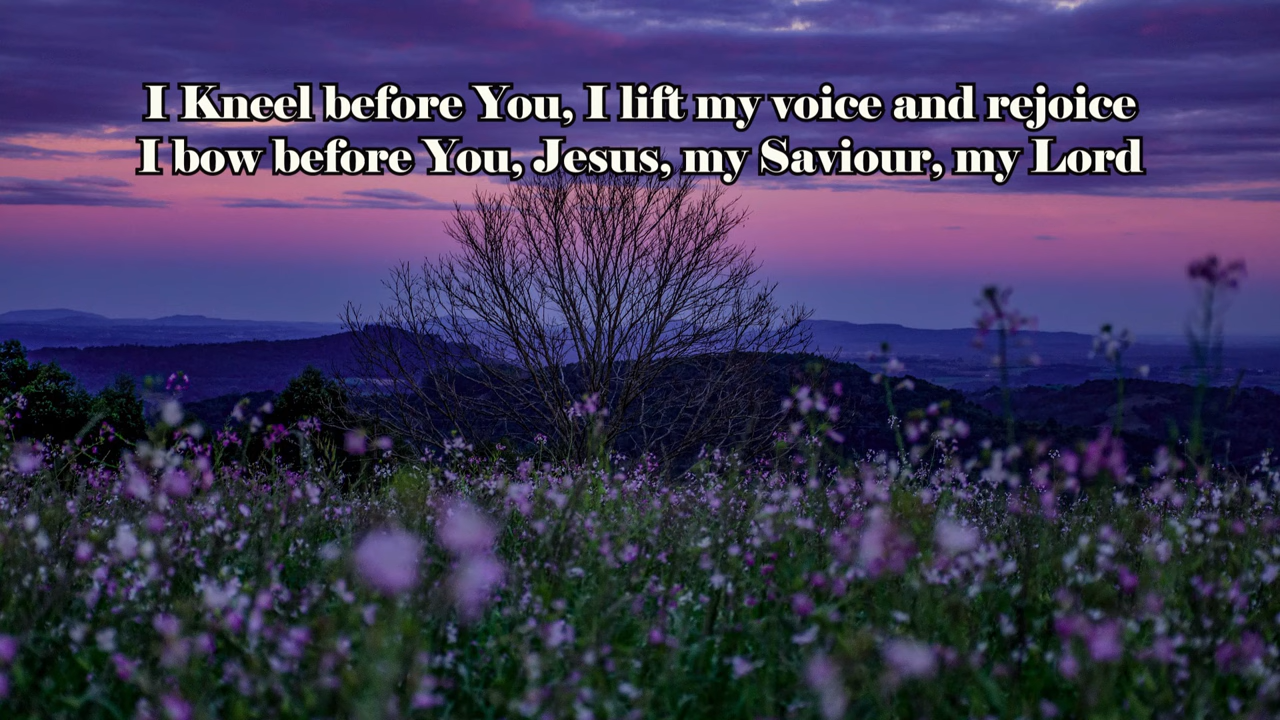 I Kneel before You, I lift my voice and rejoice
I bow before You, Jesus, my Saviour, my Lord